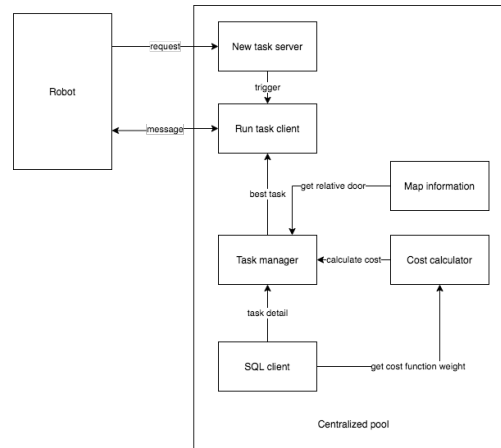 New task server
request
Robot
trigger
message
Run task client
best task
get relative door
Map information
Task manager
calculate cost
Cost calculator
task detail
SQL client
get cost function weight
Centralized pool